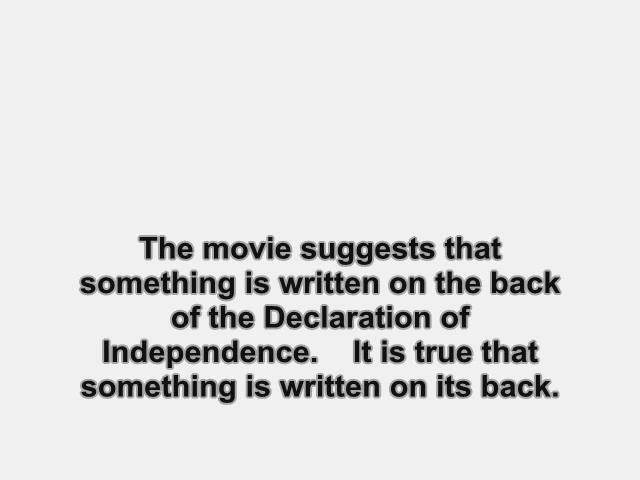 The movie suggests that
something is written on the back
of the Declaration of
Independence.    It is true that
something is written on its back.